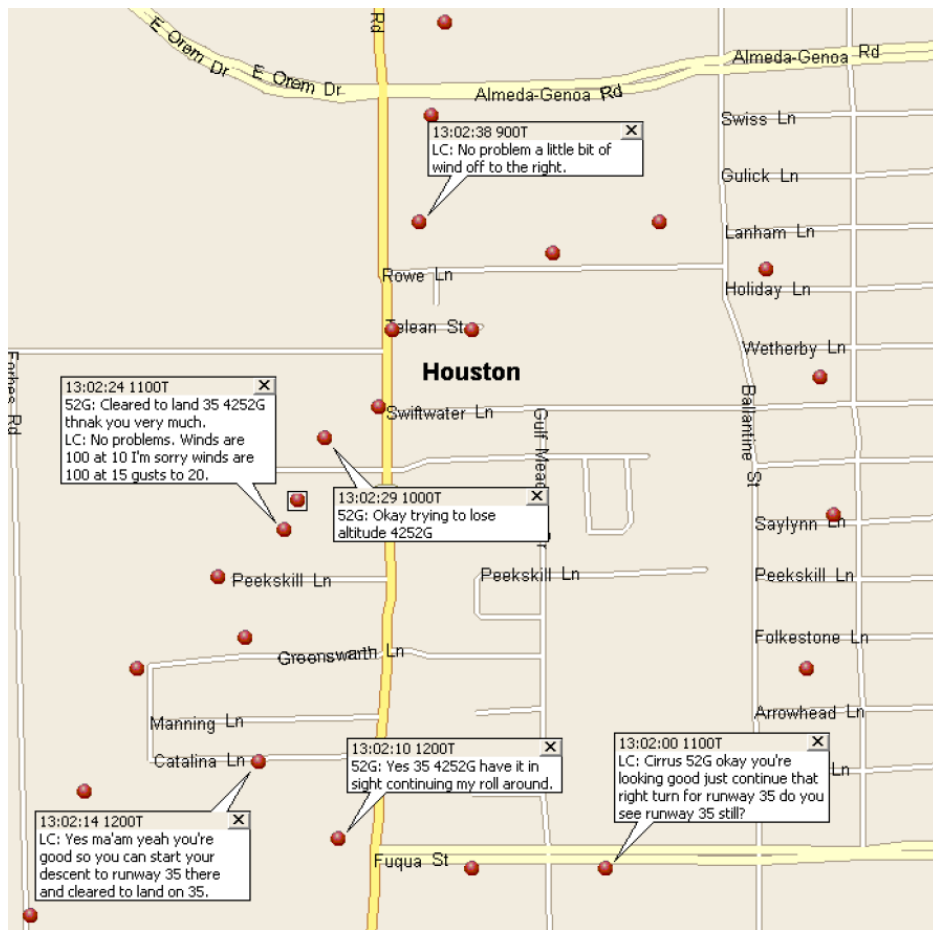 E Orem Dr
E Orem Dr
Rd
Almeda-Genoa Rd
Almeda-Genoa Rd
Swiss Ln
13:02:38 900T
LC: No problem a little bit of
wind off to the right.
Gulick Ln
Lanham Ln
Rowe Ln
Holiday Ln
Telean St
Wetherby Ln
Forbes Rd
Houston
13:02:24 1100T
52G: Cleared to land 35 4252G
thnak you very much.
LC: No problems. Winds are
100 at 10 I'm sorry winds are
100 at 15 gusts to 20.
Swiftwater Ln
Gulf Mea
Ballantine St
13:02:29 1000T
52G: Okay trying to lose
altitude 4252G
Saylynn Ln
Peekskill Ln
Peekskill Ln
Peekskill Ln
Folkestone Ln
Greenswarth Ln
Manning Ln
Arrowhead Ln
Catalina Ln
13:02:10 1200T
52G: Yes 35 4252G have it in
sight continuing my roll around.
13:02:00 1100T
LC: Cirrus 52G okay you're
looking good just continue that
right turn for runway 35 do you
see runway 35 still?
Ln
13:02:14 1200T
LC: Yes ma'am yeah you're
good so you can start your
descent to runway 35 there
and cleared to land on 35.
Fuqua St